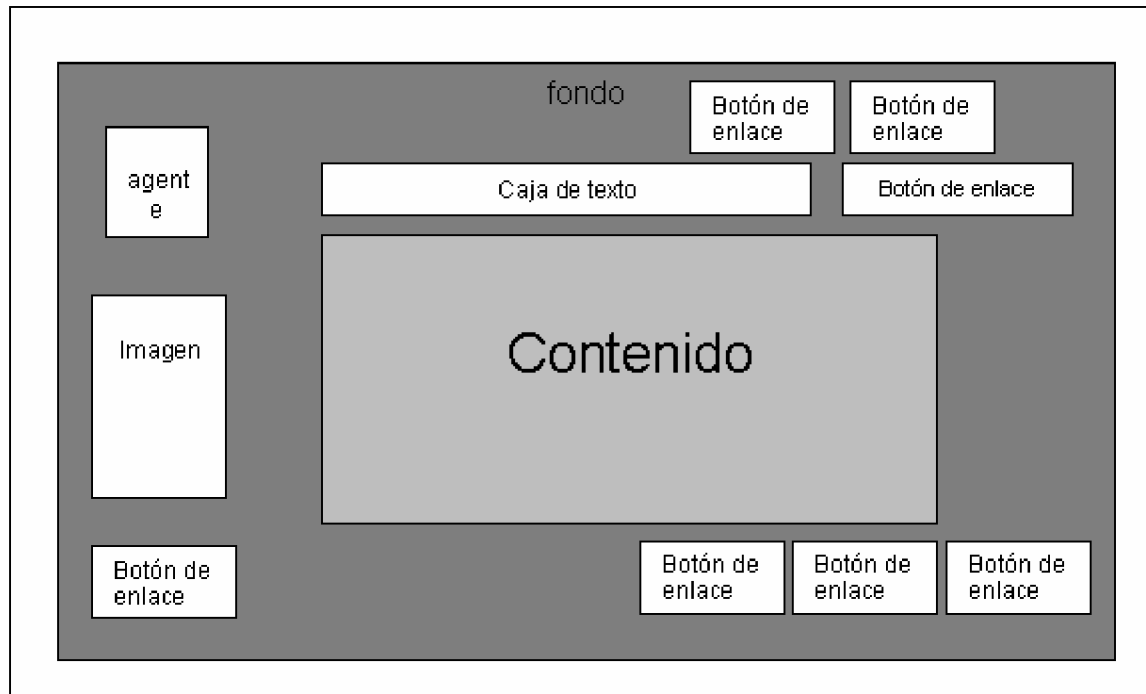 fondo
Botón de
enlace
Botón de
enlace
agent
e
Caja de texto
Botón de enlace
Imagen
Contenido
Botón de
enlace
Botón de
enlace
Botón de
enlace
Botón de
enlace